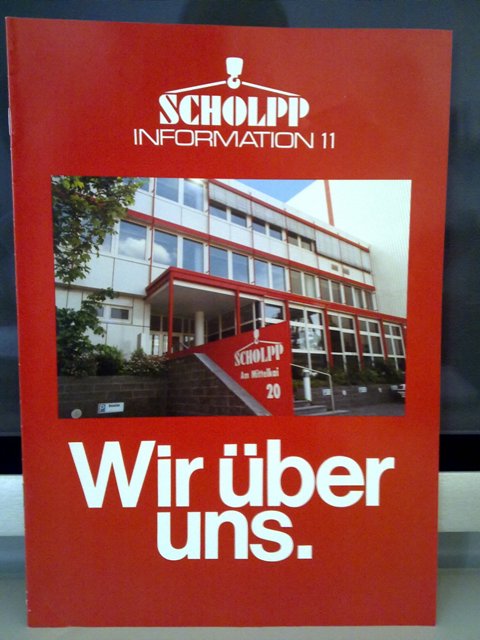 SCHOLPP
INFORMATION 11
SCHOLPP
Am Mittelkai
20
Wir über
uns.